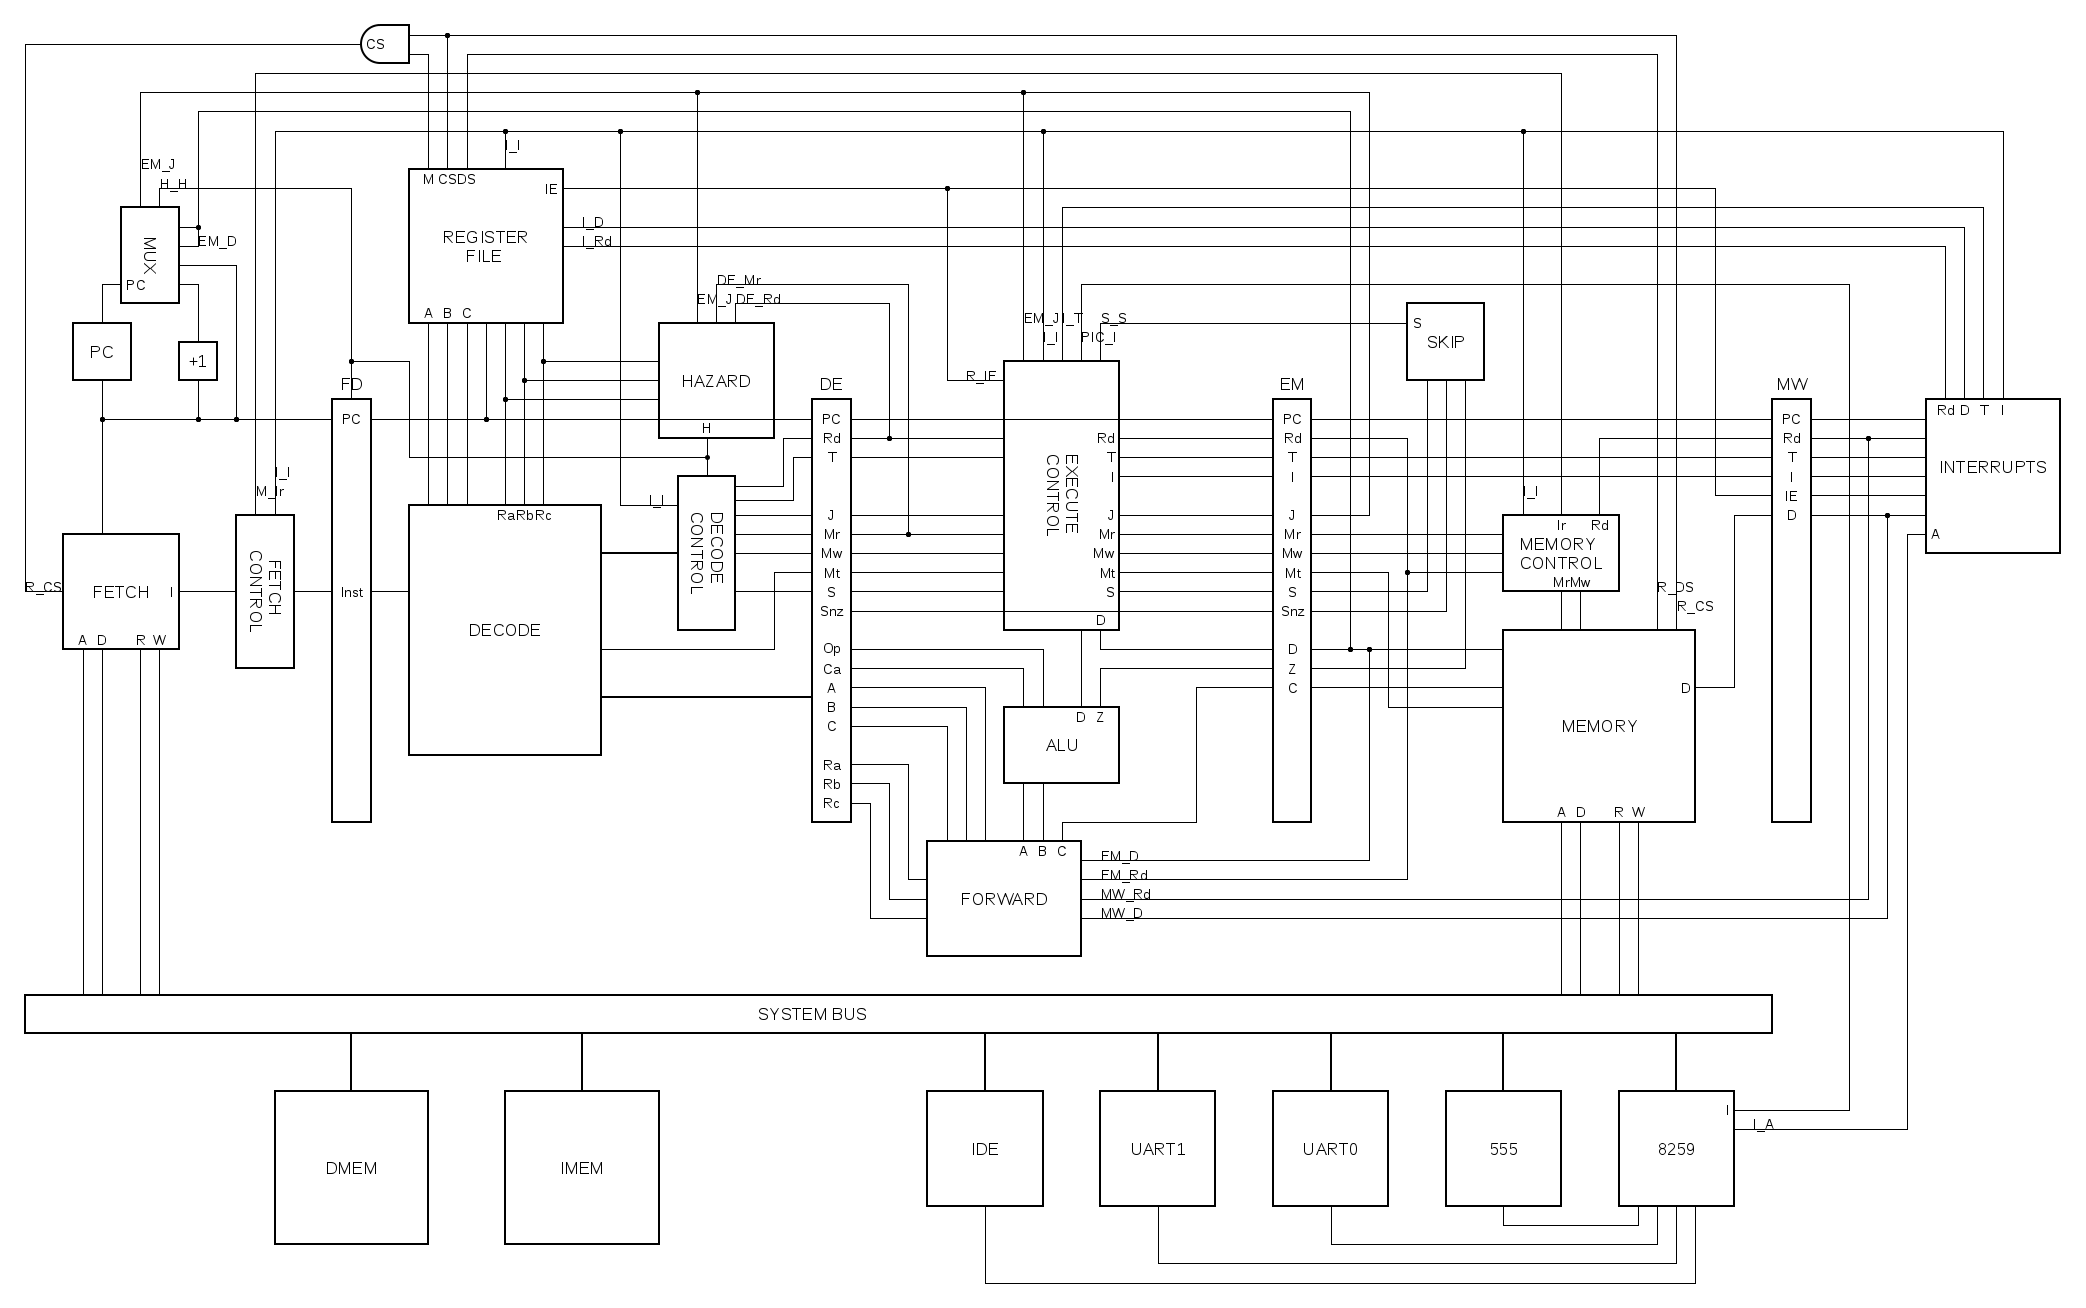 CS
I_I
EM_J
H_H
M CSDS
IE
REGISTER
FILE
I_D
I_Rd
MUX
EM_D
PC
A B C
DE_Mr
EM_J DE_Rd
EM_J I_T S_S
I_I PIC_I
S
SKIP
PC
+1
HAZARD
R_IE
H
FD
DE
EM
MW
PC
Inst
PC
Rd
T
J
Mr
Mw
Mt
S
Snz
Op
Ca
A
B
C
Ra
Rb
Rc
EXECUTE
CONTROL
Rd
T
I
J
Mr
Mw
Mt
S
D
PC
Rd
T
I
J
Mr
Mw
Mt
S
Snz
D
Z
C
PC
Rd
T
I
IE
D
Rd D T I
INTERRUPTS
A
I_I
M_Ir
R_CS
FETCH
I
A D R W
FETCH
CONTROL
RaRbRc
DECODE
I_I
DECODE
CONTROL
I_I
Ir Rd
MEMORY
CONTROL
MrMw
R_DS
R_CS
D
MEMORY
A D R W
D Z
ALU
A B C
FORWARD
EM_D
EM_Rd
MW_Rd
MW_D
SYSTEM BUS
DMEM
IMEM
IDE
UART1
UART0
555
8259
I
I_A